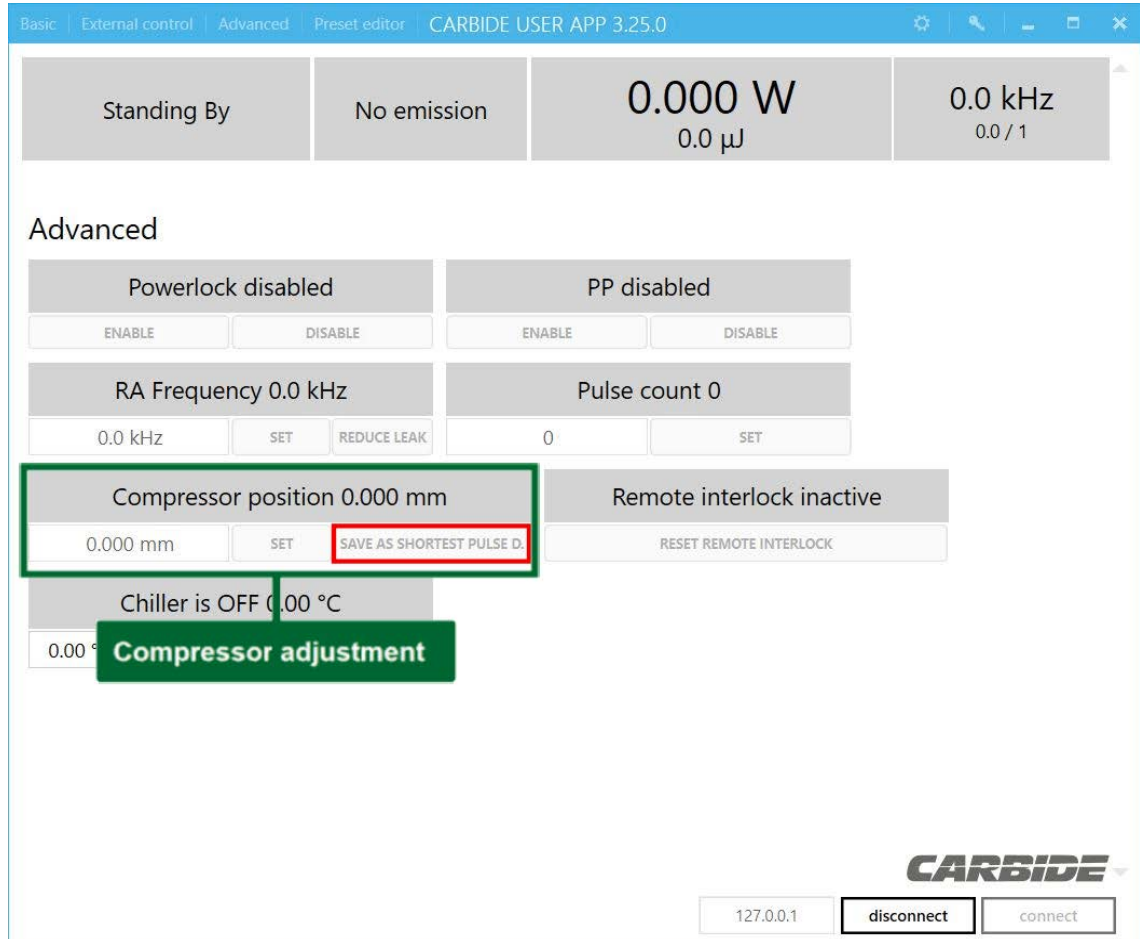 Basic External control Advanced Preset editor CARBIDE USER APP 3.25.0
Standing By
No emission
0.000 W
0.0 µJ
0.0 kHz
0.0 / 1
Advanced
Powerlock disabled
PP disabled
ENABLE DISABLE
ENABLE DISABLE
RA Frequency 0.0 kHz
Pulse count 0
0.0 kHz SET REDUCE LEAK
0 SET
Compressor position 0.000 mm
Remote interlock inactive
0.000 mm SET SAVE AS SHORTEST PULSE D.
RESET REMOTE INTERLOCK
Chiller is OFF 0.00 °C
0.00 °
Compressor adjustment
CARBIDE
127.0.0.1 disconnect connect